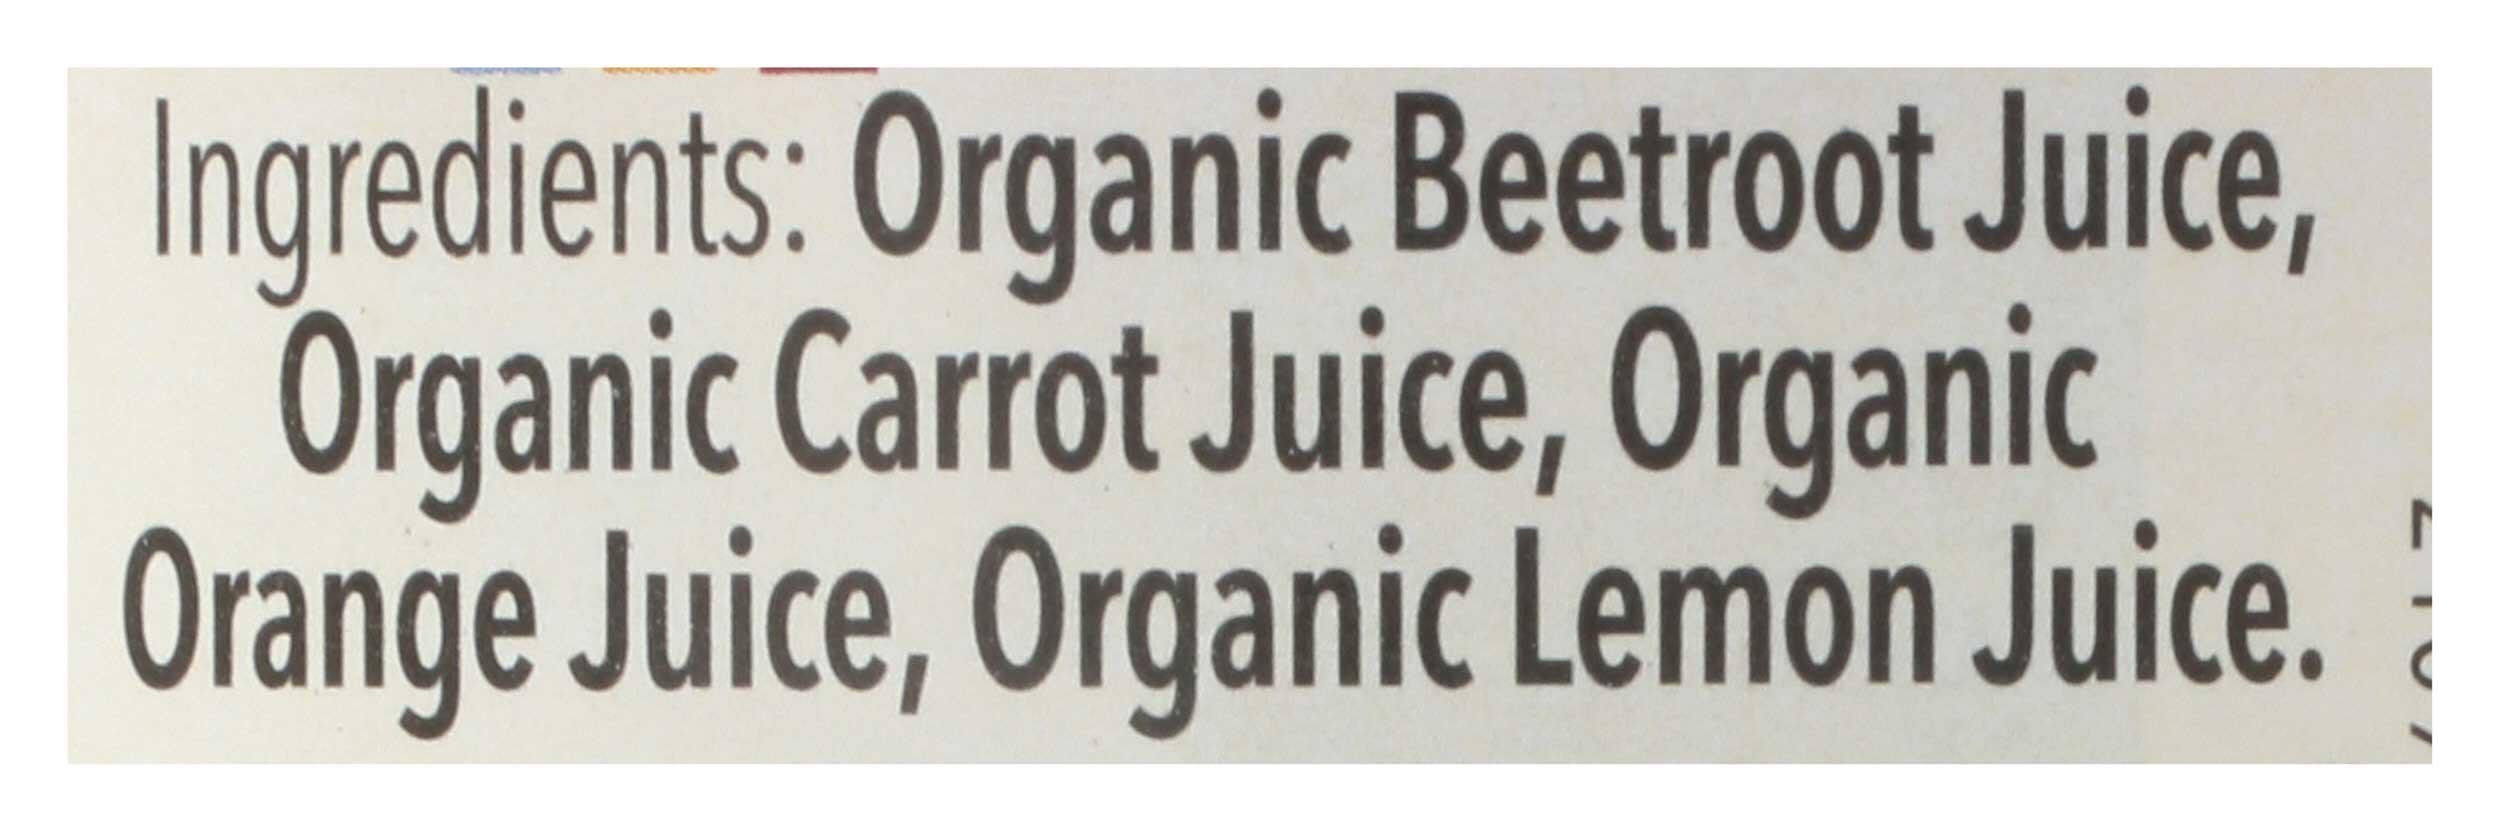 Ingredients: Organic Beetroot Juice,
Organic Carrot Juice, Organic
Orange Juice, Organic Lemon Juice.